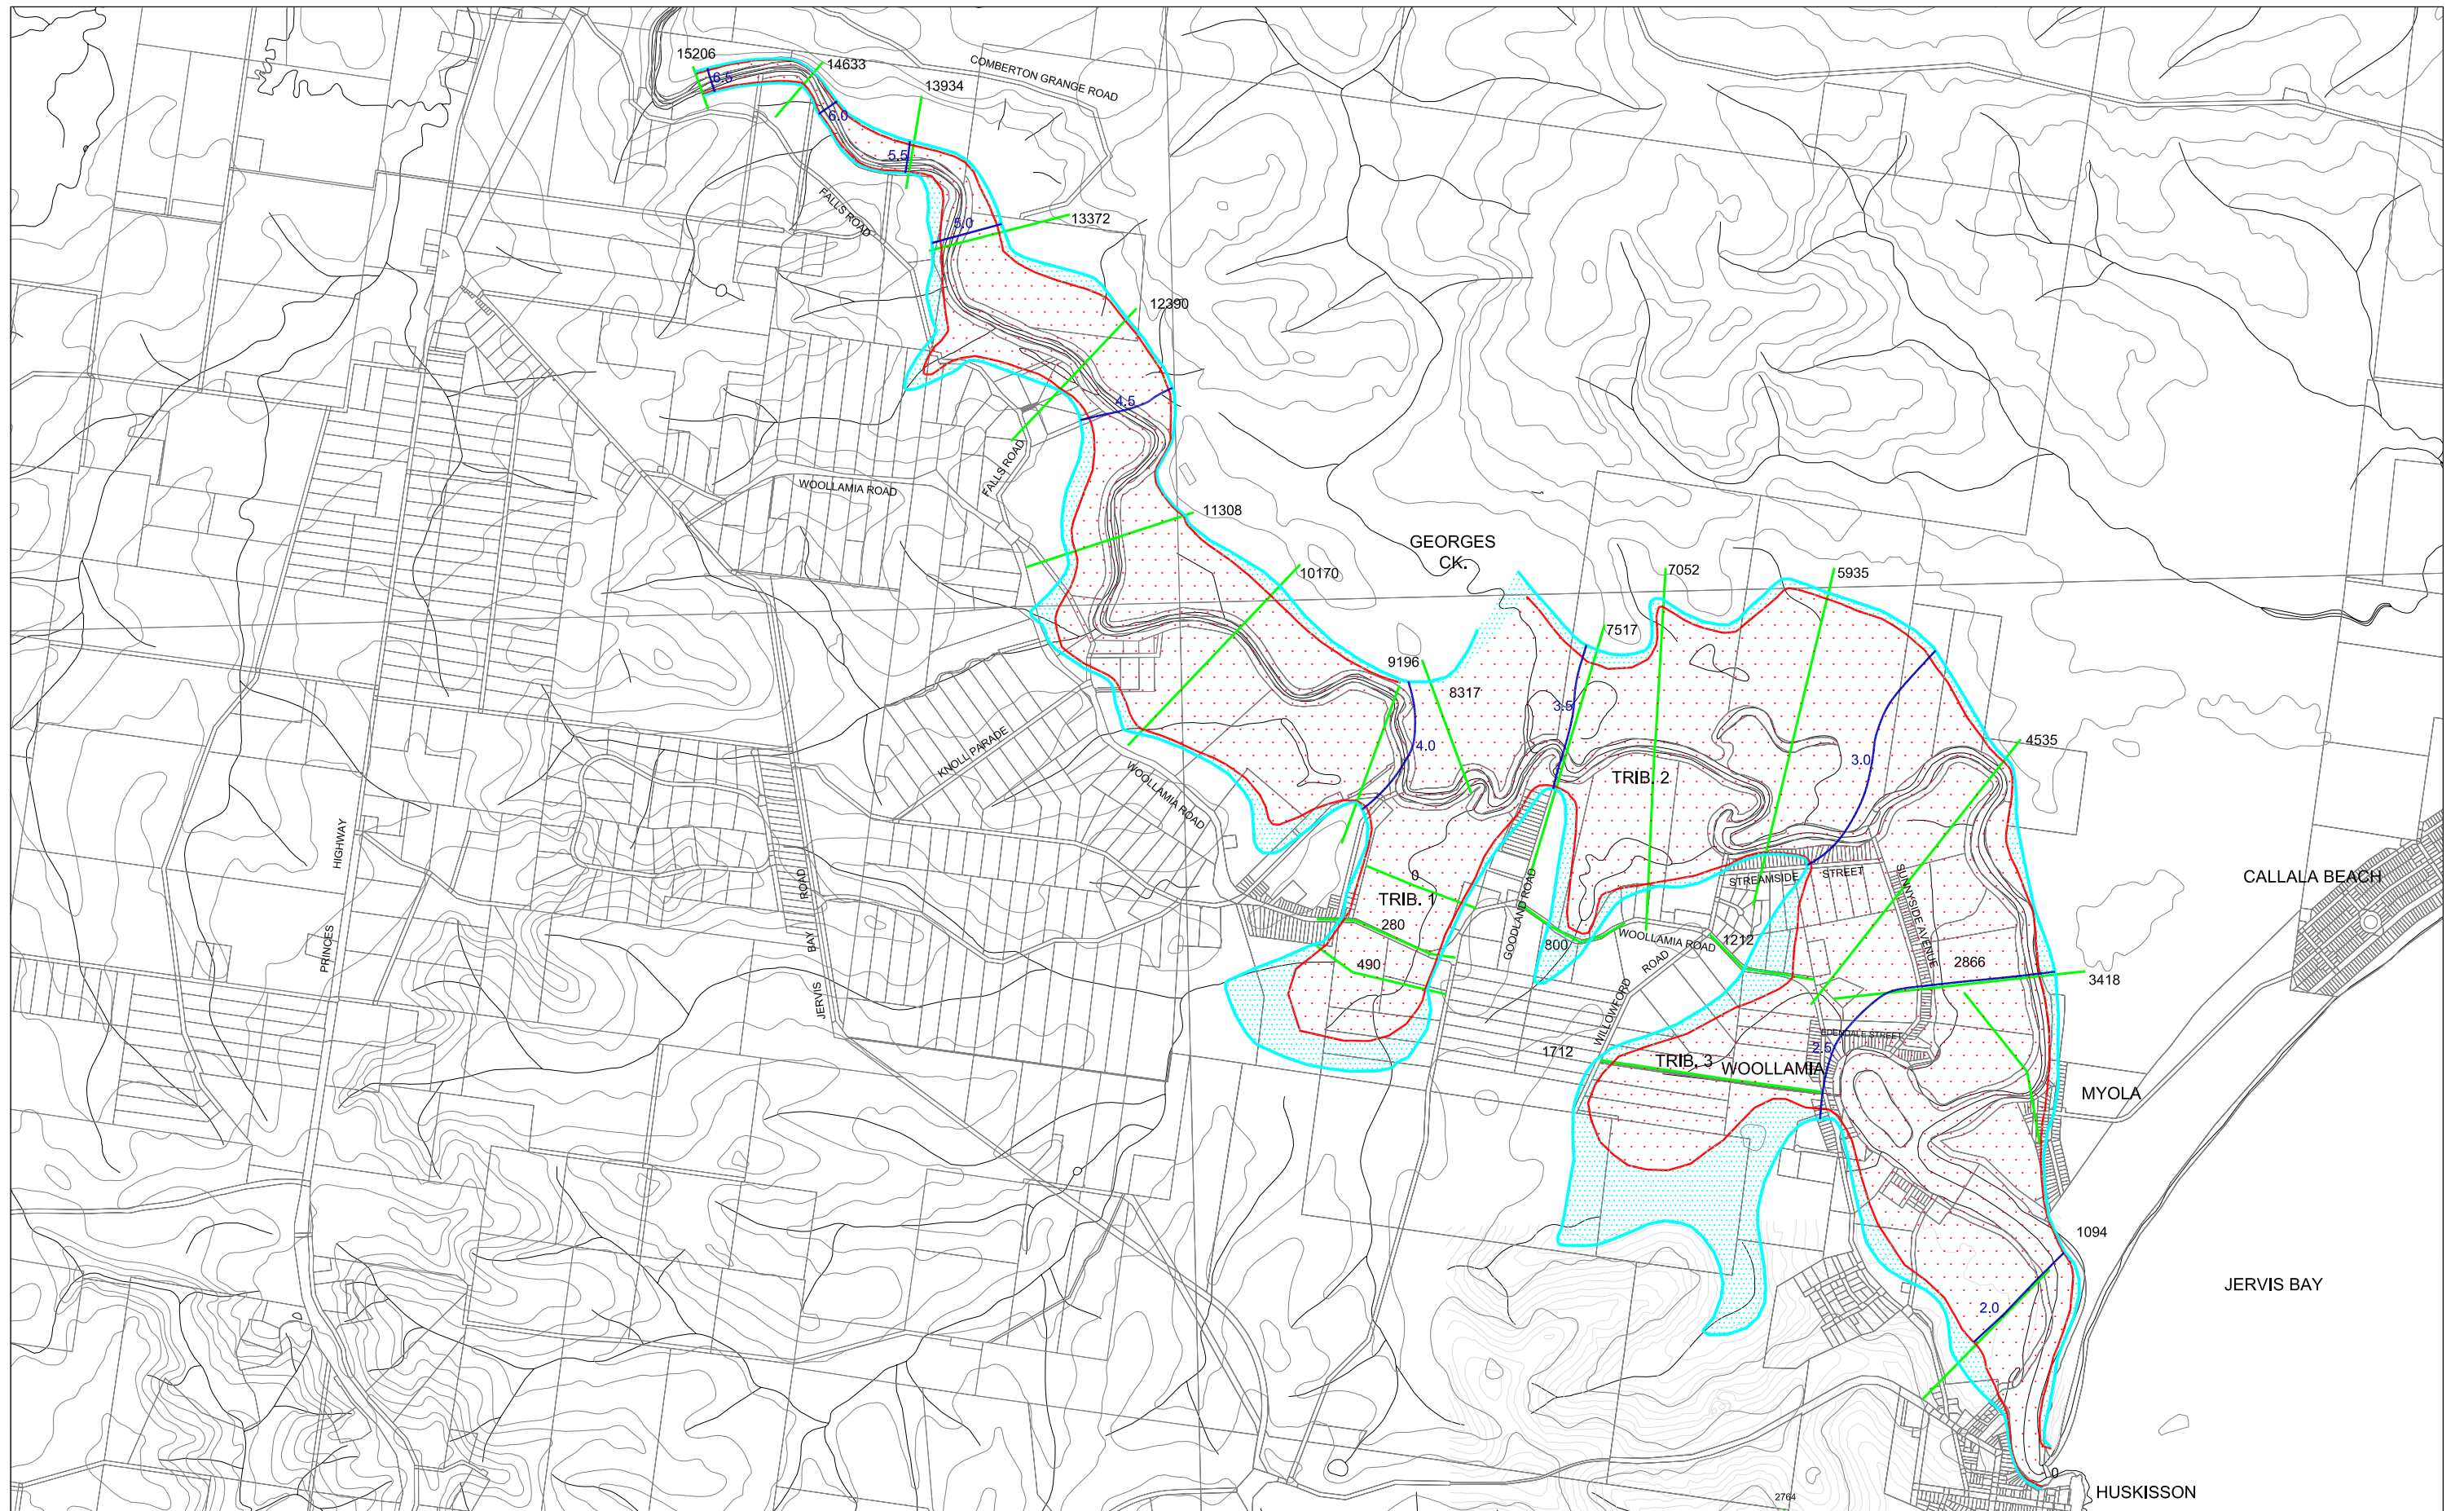 15206
14633
6.5
COMBERTON GRANGE ROAD
13934
6.0
5.5
FALLS ROAD
13372
5.0
12390
4.5
FALLS ROAD
WOOLLAMIA ROAD
11308
GEORGES
CK.
10170
7052
5935
7517
9196
8317
3.5
4.0
3.0
4535
KNOLL PARADE
WOOLLAMIA ROAD
TRIB. 2
PRINCES
HIGHWAY
JERVIS
BAY
ROAD
0
TRIB. 1
280
490
GOODLAND ROAD
800
STREAMSIDE
STREET
SUNNYSIDE AVENUE
CALLALA BEACH
WOOLLAMIA ROAD
1212
WILLOWFORD
ROAD
2866
3418
EDENDALE STREET
2.5
1712
TRIB. 3
WOOLLAMIA
MYOLA
1094
JERVIS BAY
2.0
0
HUSKISSON
2764